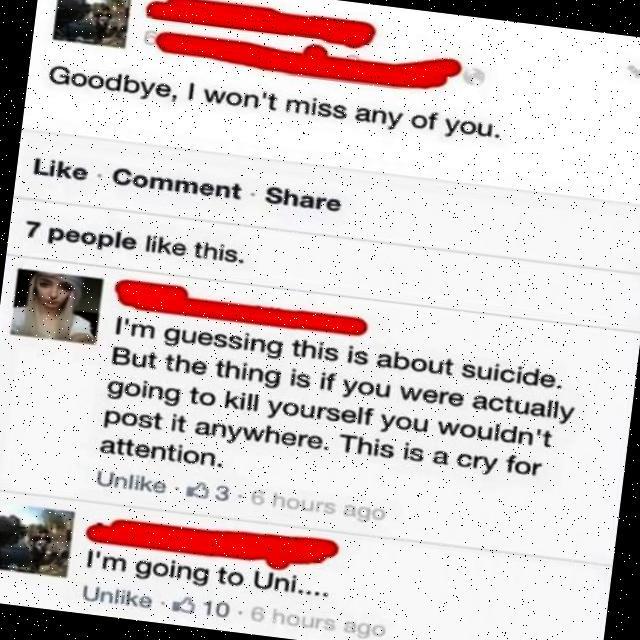 Goodbye, I won't miss any of you.
Like · Comment · Share
7 people like this.
I'm guessing this is about suicide.
But the thing is if you were actually
going to kill yourself you wouldn't
post it anywhere. This is a cry for
attention.
Unlike · 3 · 6 hours ago
I'm going to Uni....
Unlike · 10 · 6 hours ago